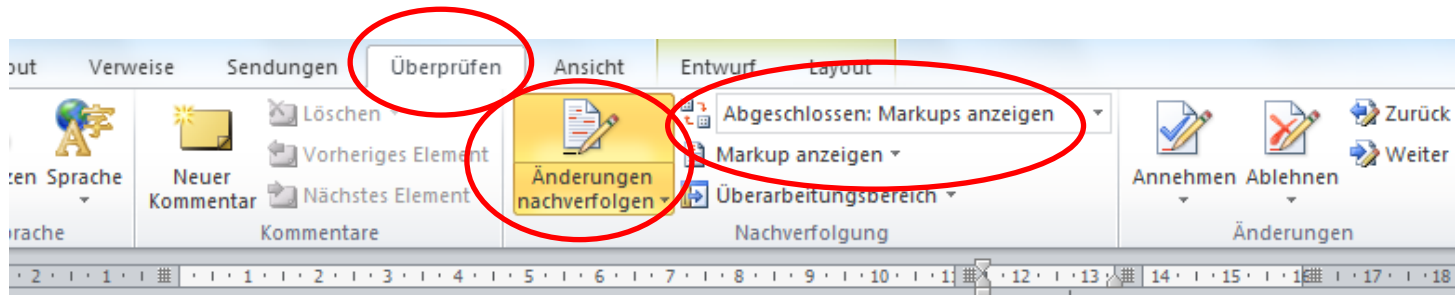 out Verweise Sendungen Überprüfen Ansicht Entwurf Layout
Löschen
Vorheriges Element
Nächstes Element
zen Sprache
Neuer
Kommentar
Änderungen
nachverfolgen
Abgeschlossen: Markups anzeigen
Markup anzeigen
Überarbeitungsbereich
Annehmen Ablehnen
Zurück
Weiter
prache Kommentare Nachverfolgung Änderungen
2 1 1 2 3 4 5 6 7 8 9 10 11 12 13 14 15 16 17 18